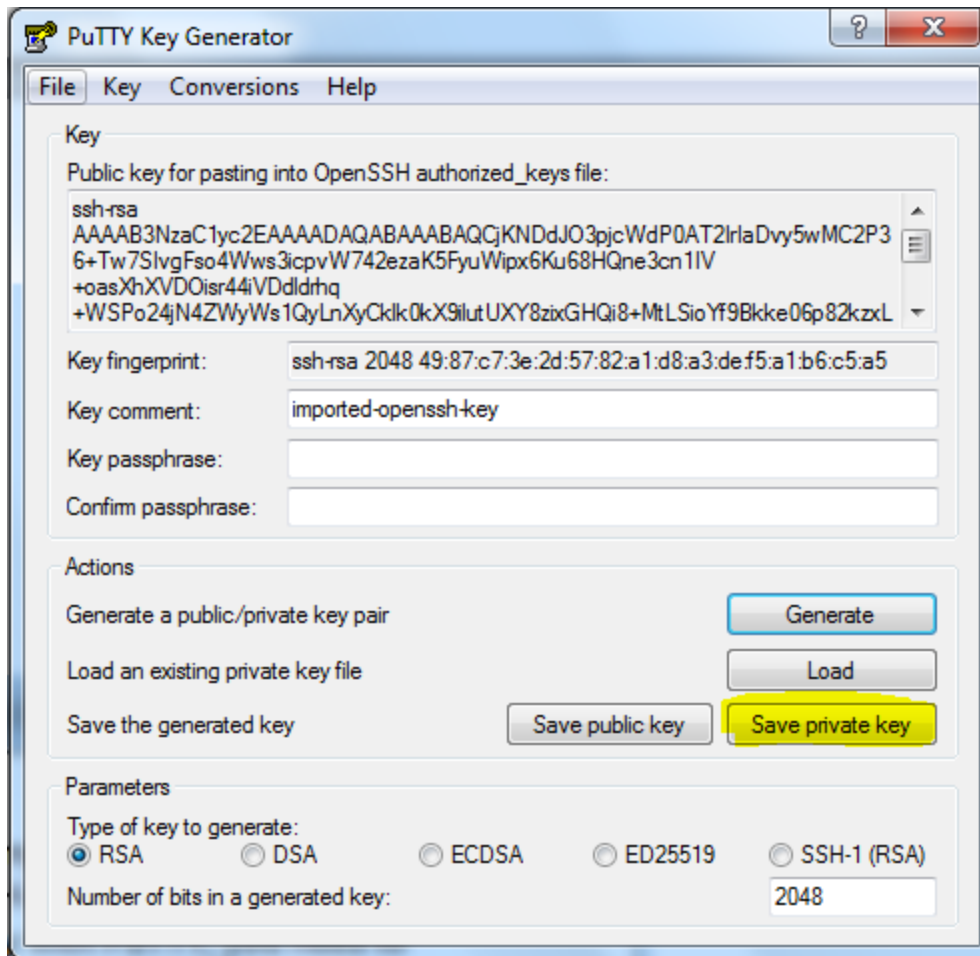 PuTTY Key Generator
File Key Conversions Help
Key
Public key for pasting into OpenSSH authorized_keys file:
ssh-rsa
AAAAB3NzaC1yc2EAAAADAQABAAABAQCjKNDdJO3pjcWdP0AT2IrlaDvy5wMC2P3
6+Tw7SIvgFso4Wws3icpvW742ezaK5FyuWipx6Ku68HQne3cn1IV
+oasXhXVDOisr44iVDdldrhq
+WSPo24jN4ZWyWs1QyLnXyCklk0kX9ilutUXY8zixGHQi8+MtLSioYf9Bkke06p82kzxL
Key fingerprint: ssh-rsa 2048 49:87:c7:3e:2d:57:82:a1:d8:a3:de:f5:a1:b6:c5:a5
Key comment: imported-openssh-key
Key passphrase:
Confirm passphrase:
Actions
Generate a public/private key pair Generate
Load an existing private key file Load
Save the generated key Save public key Save private key
Parameters
Type of key to generate:
RSA DSA ECDSA ED25519 SSH-1 (RSA)
Number of bits in a generated key: 2048